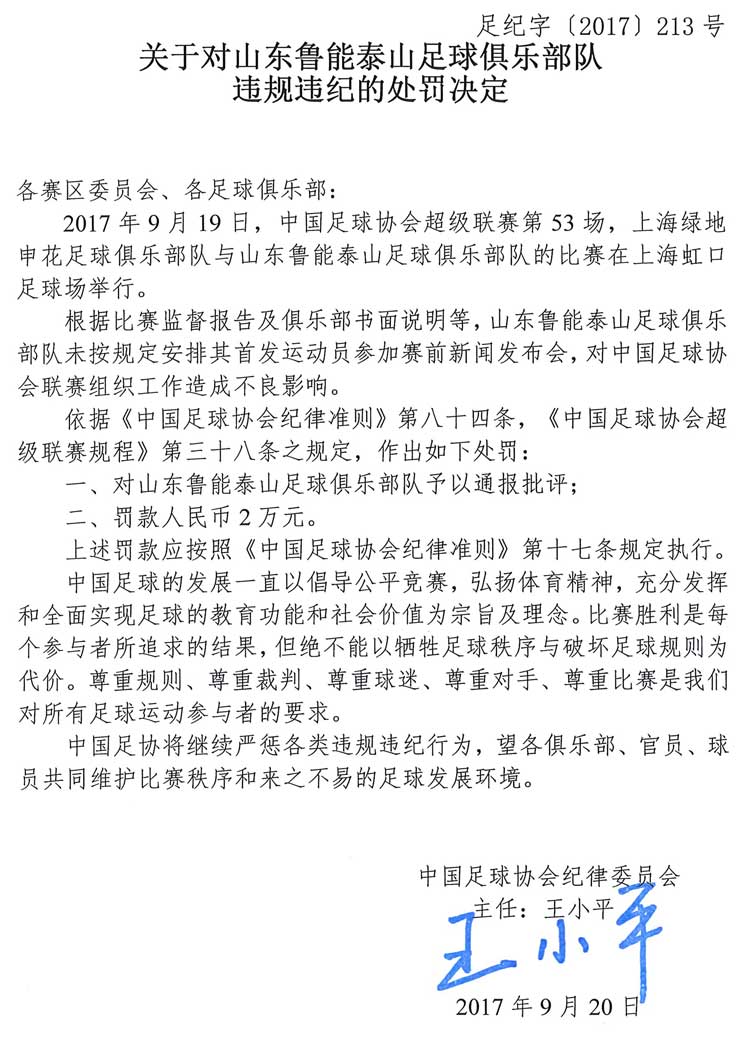 足纪字〔2017〕213号
关于对山东鲁能泰山足球俱乐部队
违规违纪的处罚决定
各赛区委员会、各足球俱乐部：
2017年9月19日，中国足球协会超级联赛第53场，上海绿地
申花足球俱乐部队与山东鲁能泰山足球俱乐部队的比赛在上海虹口
足球场举行。
根据比赛监督报告及俱乐部书面说明等，山东鲁能泰山足球俱乐
部队未按规定安排其首发运动员参加赛前新闻发布会，对中国足球协
会联赛组织工作造成不良影响。
依据《中国足球协会纪律准则》第八十四条，《中国足球协会超
级联赛规程》第三十八条之规定，作出如下处罚：
一、对山东鲁能泰山足球俱乐部队予以通报批评；
二、罚款人民币2万元。
上述罚款应按照《中国足球协会纪律准则》第十七条规定执行。
中国足球的发展一直以倡导公平竞赛，弘扬体育精神，充分发挥
和全面实现足球的教育功能和社会价值为宗旨及理念。比赛胜利是每
个参与者所追求的结果，但绝不能以牺牲足球秩序与破坏足球规则为
代价。尊重规则、尊重裁判、尊重球迷、尊重对手、尊重比赛是我们
对所有足球运动参与者的要求。
中国足协将继续严惩各类违规违纪行为，望各俱乐部、官员、球
员共同维护比赛秩序和来之不易的足球发展环境。
中国足球协会纪律委员会
主任：王小平
王小平
2017年9月20日